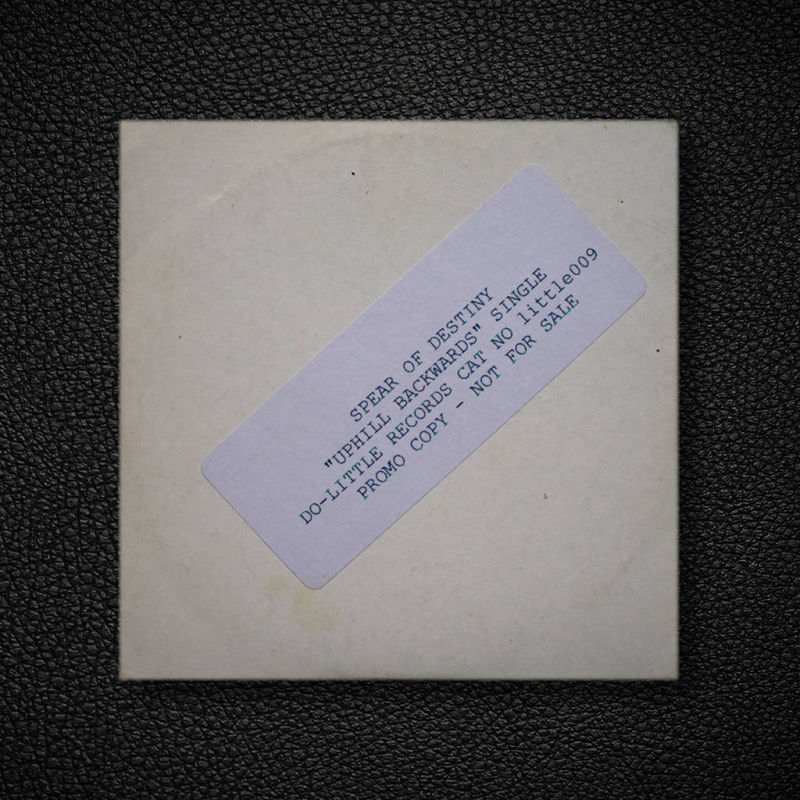 SPEAR OF DESTINY
"UPHILL BACKWARDS" SINGLE
DO-LITTLE RECORDS CAT NO little009
PROMO COPY - NOT FOR SALE